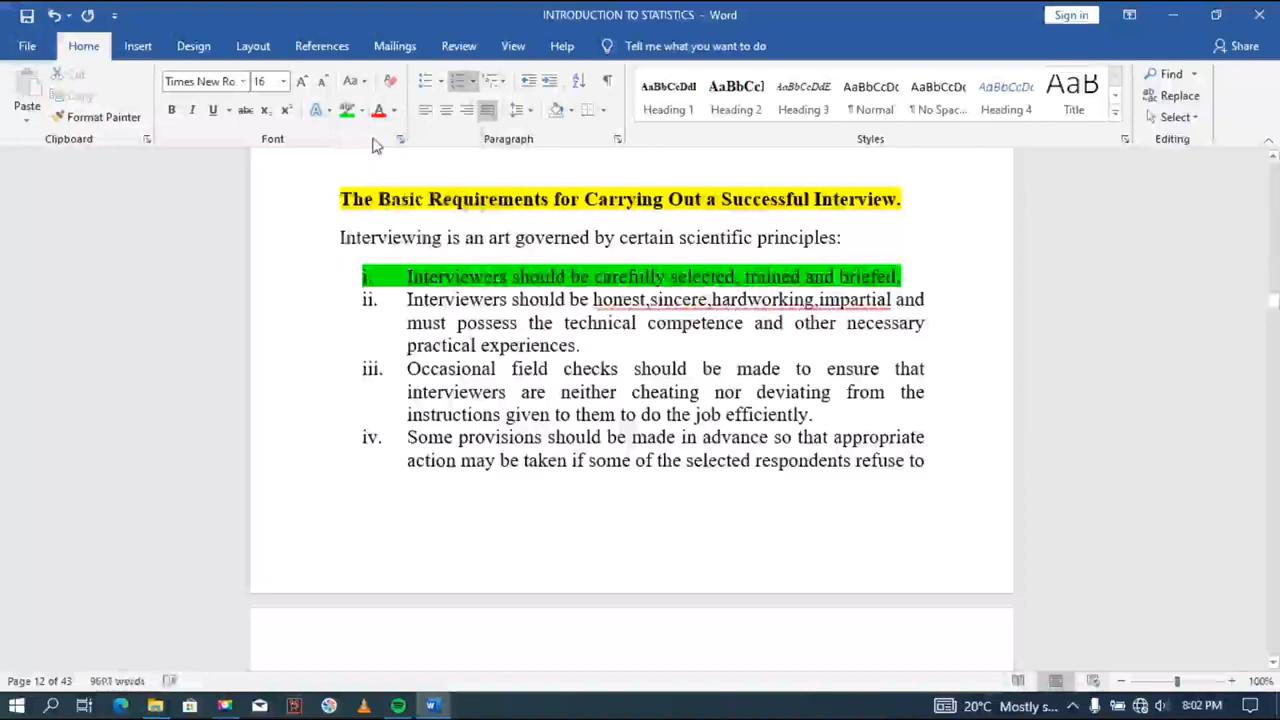 INTRODUCTION TO STATISTICS - Word
Sign in
File Home Insert Design Layout References Mailings Review View Help Tell me what you want to do Share
Paste Cut Copy Format Painter
Clipboard
Times New Ro 16
Font
Paragraph
AaBbCcDdI AaBbCcI AaBbCcDdE AaBbCcDc AaBbCcDc AaBbCcDc AaB
Heading 1 Heading 2 Heading 3 ¶ Normal ¶ No Spac... Heading 4 Title
Styles
Find
Replace
Select
Editing
The Basic Requirements for Carrying Out a Successful Interview.
Interviewing is an art governed by certain scientific principles:
i. Interviewers should be carefully selected, trained and briefed.
ii. Interviewers should be honest,sincere,hardworking,impartial and
must possess the technical competence and other necessary
practical experiences.
iii. Occasional field checks should be made to ensure that
interviewers are neither cheating nor deviating from the
instructions given to them to do the job efficiently.
iv. Some provisions should be made in advance so that appropriate
action may be taken if some of the selected respondents refuse to
Page 12 of 43 words 100%
20°C Mostly s... 8:02 PM